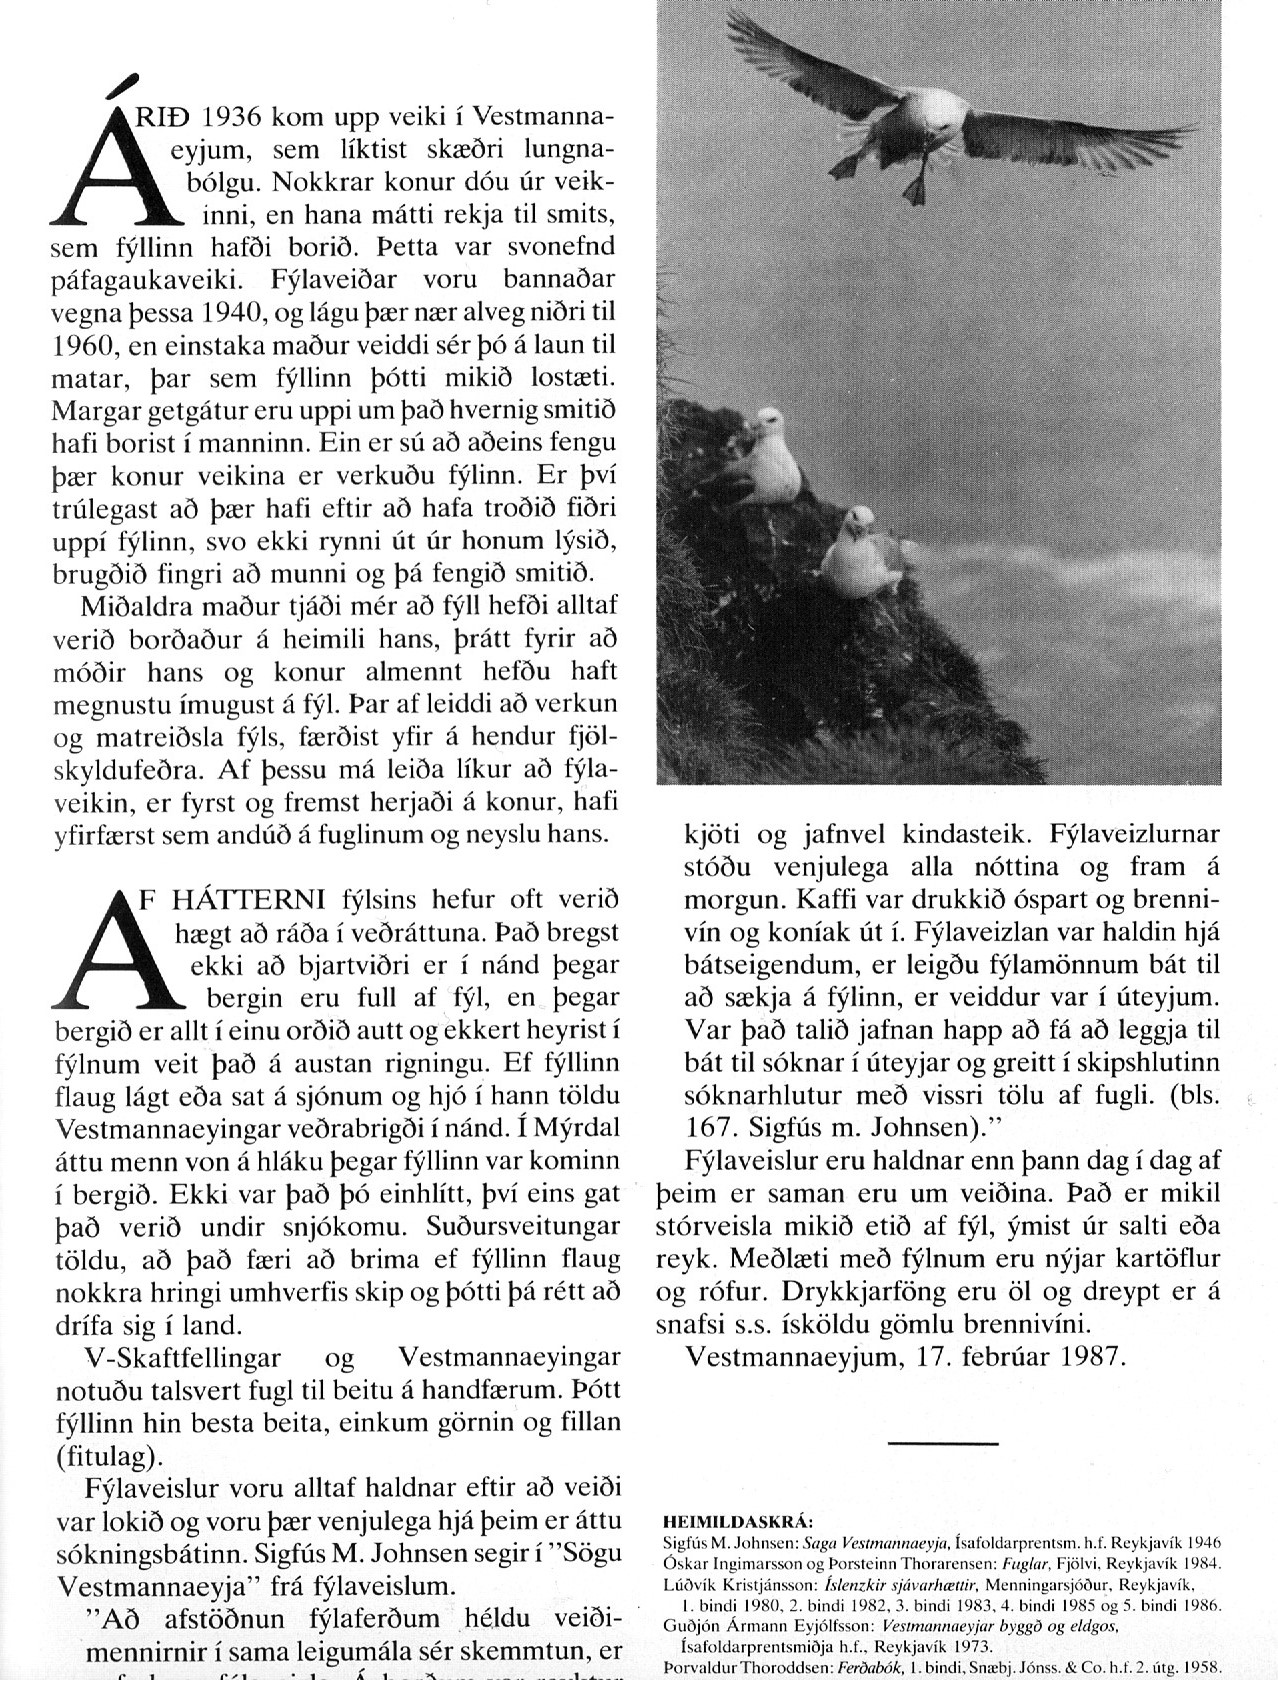 ÁRIÐ 1936 kom upp veiki í Vestmanna-
eyjum, sem líktist skæðri lungna-
bólgu. Nokkrar konur dóu úr veik-
inni, en hana mátti rekja til smits,
sem fýllinn hafði borið. Þetta var svonefnd
páfagaukaveiki. Fýlaveiðar voru bannaðar
vegna þessa 1940, og lágu þær nær alveg niðri til
1960, en einstaka maður veiddi sér þó á laun til
matar, þar sem fýllinn þótti mikið lostæti.
Margar getgátur eru uppi um það hvernig smitið
hafi borist í manninn. Ein er sú að aðeins fengu
þær konur veikina er verkuðu fýlinn. Er því
trúlegast að þær hafi eftir að hafa troðið fiðri
uppí fýlinn, svo ekki rynni út úr honum lýsið,
brugðið fingri að munni og þá fengið smitið.
Miðaldra maður tjáði mér að fýll hefði alltaf
verið borðaður á heimili hans, þrátt fyrir að
móðir hans og konur almennt hefðu haft
megnustu ímugust á fýl. Þar af leiddi að verkun
og matreiðsla fýls, færðist yfir á hendur fjöl-
skyldufeðra. Af þessu má leiða líkur að fýla-
veikin, er fyrst og fremst herjaði á konur, hafi
yfirfærst sem andúð á fuglinum og neyslu hans.
AF HÁTTERNI fýlsins hefur oft verið
hægt að ráða í veðráttuna. Það bregst
ekki að bjartviðri er í nánd þegar
bergin eru full af fýl, en þegar
bergið er allt í einu orðið autt og ekkert heyrist í
fýlnum veit það á austan rigningu. Ef fýllinn
flaug lágt eða sat á sjónum og hjó í hann töldu
Vestmannaeyingar veðrabrigði í nánd. Í Mýrdal
áttu menn von á hláku þegar fýllinn var kominn
í bergið. Ekki var það þó einhlítt, því eins gat
það verið undir snjókomu. Suðursveitungar
töldu, að það færi að brima ef fýllinn flaug
nokkra hringi umhverfis skip og þótti þá rétt að
drífa sig í land.
V-Skaftfellingar og Vestmannaeyingar
notuðu talsvert fugl til beitu á handfærum. Þótt
fýllinn hin besta beita, einkum görnin og fillan
(fitulag).
Fýlaveislur voru alltaf haldnar eftir að veiði
var lokið og voru þær venjulega hjá þeim er áttu
sókningsbátinn. Sigfús M. Johnsen segir í ”Sögu
Vestmannaeyja” frá fýlaveislum.
”Að afstöðnun fýlaferðum héldu veiði-
mennirnir í sama leigumála sér skemmtun, er
kjöti og jafnvel kindasteik. Fýlaveizlurnar
stóðu venjulega alla nóttina og fram á
morgun. Kaffi var drukkið óspart og brenni-
vín og koníak út í. Fýlaveizlan var haldin hjá
bátseigendum, er leigðu fýlamönnum bát til
að sækja á fýlinn, er veiddur var í úteyjum.
Var það talið jafnan happ að fá að leggja til
bát til sóknar í úteyjar og greitt í skipshlutinn
sóknarhlutur með vissri tölu af fugli. (bls.
167. Sigfús m. Johnsen).”
Fýlaveislur eru haldnar enn þann dag í dag af
þeim er saman eru um veiðina. Það er mikil
stórveisla mikið etið af fýl, ýmist úr salti eða
reyk. Meðlæti með fýlnum eru nýjar kartöflur
og rófur. Drykkjarföng eru öl og dreypt er á
snafsi s.s. ísköldu gömlu brennivíni.
Vestmannaeyjum, 17. febrúar 1987.
HEIMILDASKRÁ:
Sigfús M. Johnsen: Saga Vestmannaeyja, Ísafoldarprentsm. h.f. Reykjavík 1946
Óskar Ingimarsson og Þorsteinn Thorarensen: Fuglar, Fjölvi, Reykjavík 1984.
Lúðvík Kristjánsson: Íslenzkir sjávarhættir, Menningarsjóður, Reykjavík,
1. bindi 1980, 2. bindi 1982, 3. bindi 1983, 4. bindi 1985 og 5. bindi 1986.
Guðjón Ármann Eyjólfsson: Vestmannaeyjar byggð og eldgos,
Ísafoldarprentsmiðja h.f., Reykjavík 1973.
Þorvaldur Thoroddsen: Ferðabók, 1. bindi, Snæbj. Jónss. & Co. h.f. 2. útg. 1958.